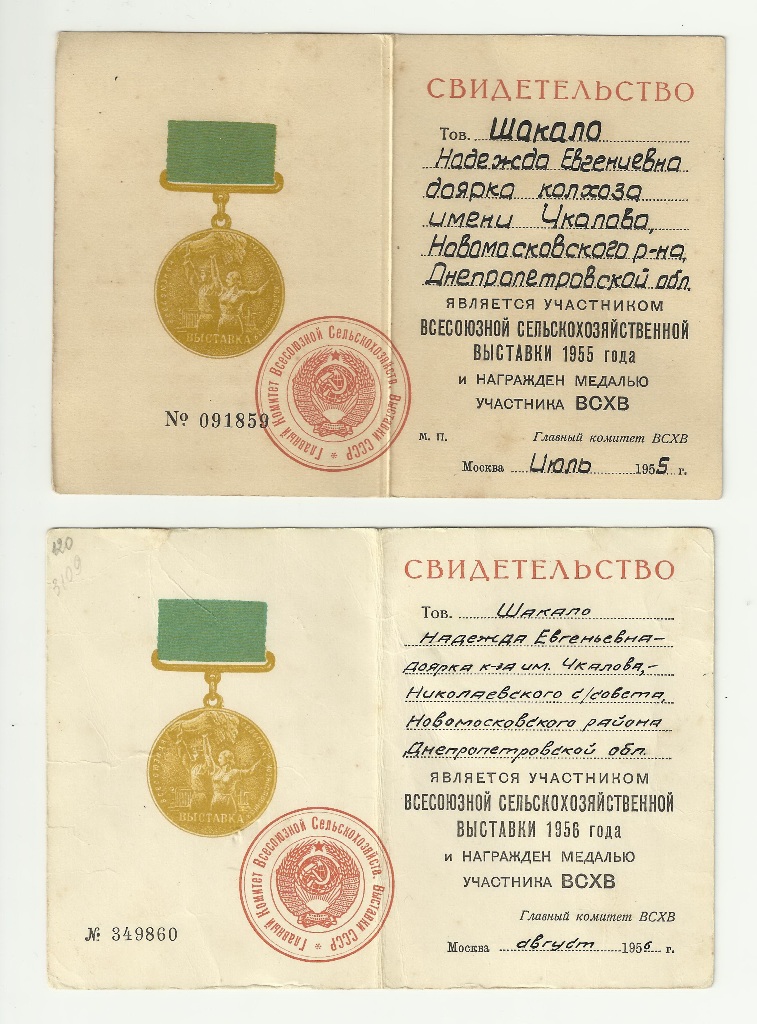 СВИДЕТЕЛЬСТВО
Тов. Шакало
Надежда Евгениевна
доярка колхоза
имени Чкалова,
Новомосковского р-на,
Днепропетровской обл.
ЯВЛЯЕТСЯ УЧАСТНИКОМ
ВСЕСОЮЗНОЙ СЕЛЬСКОХОЗЯЙСТВЕННОЙ
ВЫСТАВКИ 1955 года
И НАГРАЖДЕН МЕДАЛЬЮ
УЧАСТНИКА ВСХВ
М. П. Главный комитет ВСХВ
Москва Июль 1955 г.
ВЫСТАВКА
№ 091859
Главный Комитет Всесоюзной Сельскохозяйств. Выставки СССР *
120
3109
СВИДЕТЕЛЬСТВО
Тов. Шакало
Надежда Евгеньевна-
доярка к-за им. Чкалова,-
Николаевского с/совета,
Новомосковского района
Днепропетровской обл.
ЯВЛЯЕТСЯ УЧАСТНИКОМ
ВСЕСОЮЗНОЙ СЕЛЬСКОХОЗЯЙСТВЕННОЙ
ВЫСТАВКИ 1956 года
И НАГРАЖДЕН МЕДАЛЬЮ
УЧАСТНИКА ВСХВ
Главный комитет ВСХВ
Москва август 1956 г.
ВСЕСОЮЗНАЯ
ВЫСТАВКА
№ 349860
Главный Комитет Всесоюзной Сельскохозяйств. Выставки СССР *